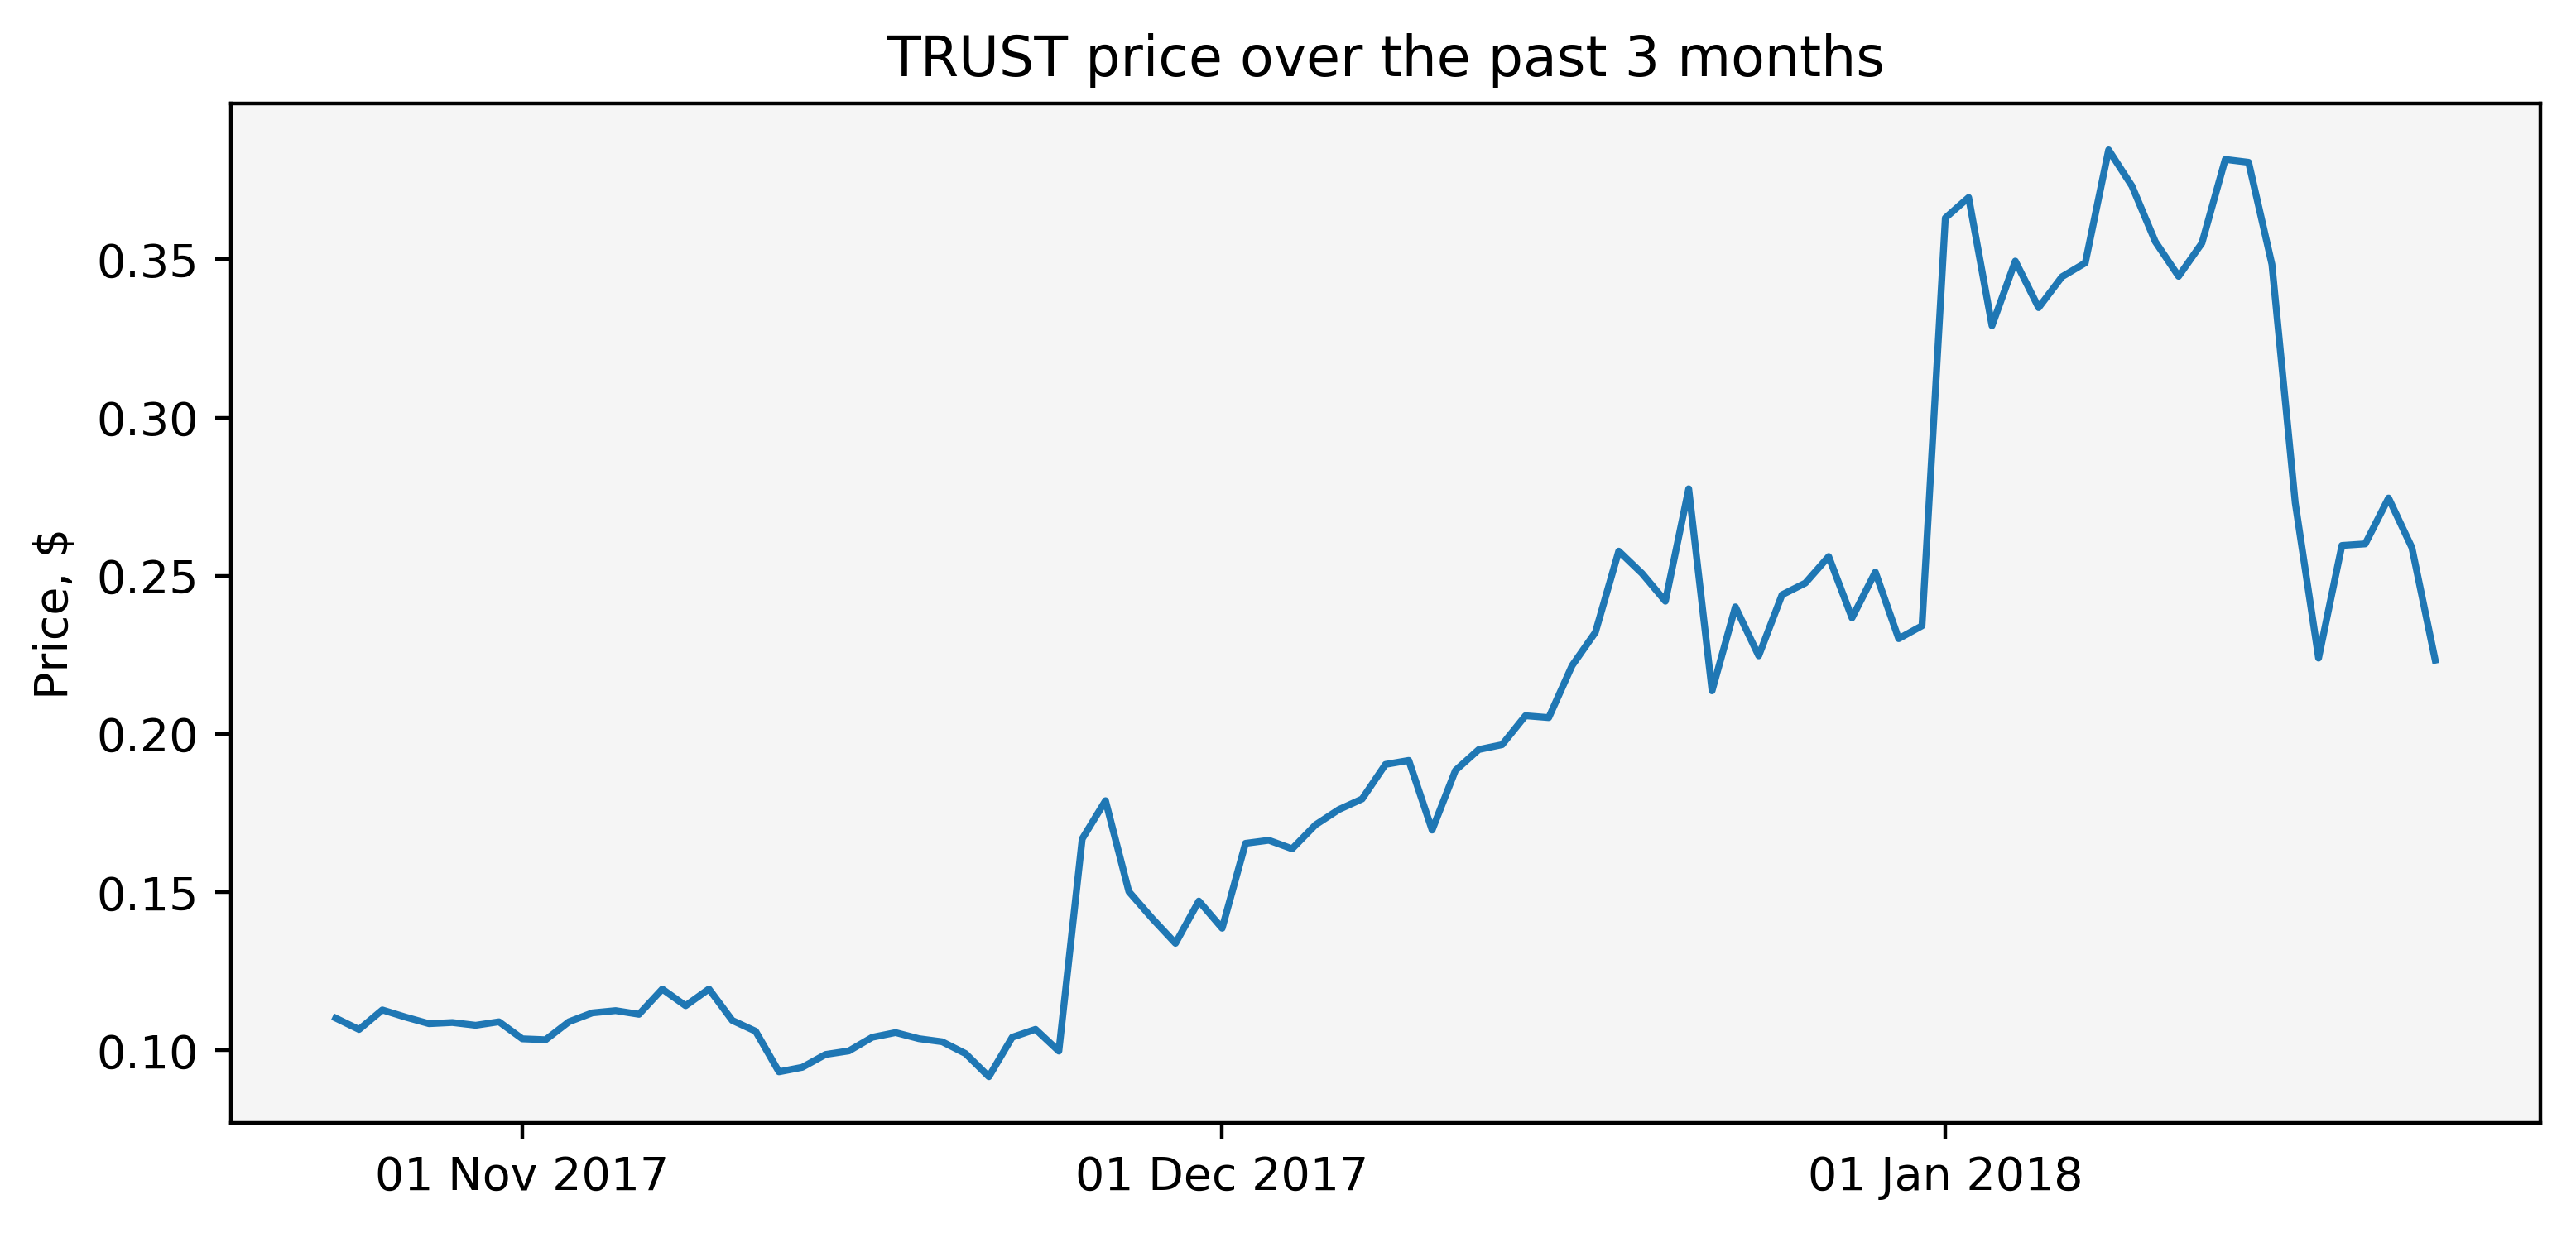 TRUST price over the past 3 months
Price, $
0.35
0.30
0.25
0.20
0.15
0.10
01 Nov 2017
01 Dec 2017
01 Jan 2018